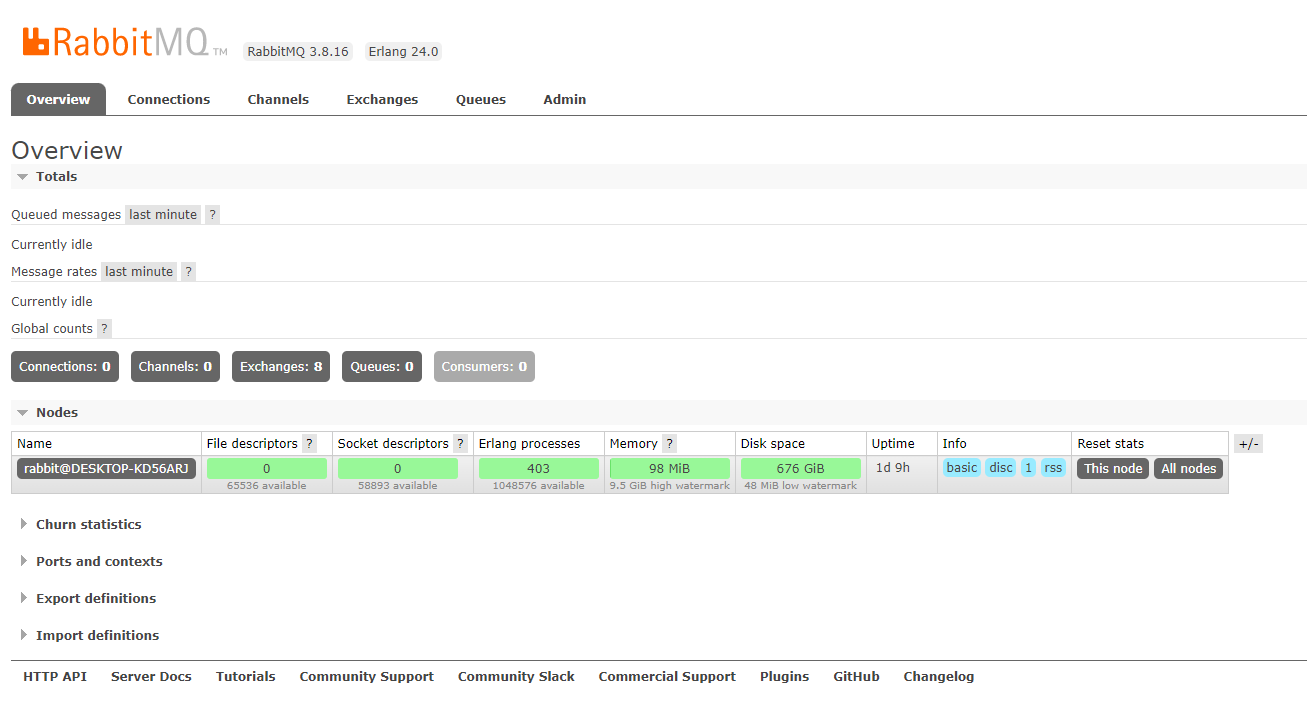 RabbitMQ TM RabbitMQ 3.8.16 Erlang 24.0
Overview Connections Channels Exchanges Queues Admin
Overview
Totals
Queued messages last minute ?
Currently idle
Message rates last minute ?
Currently idle
Global counts ?
Connections: 0 Channels: 0 Exchanges: 8 Queues: 0 Consumers: 0
Nodes
Name File descriptors ? Socket descriptors ? Erlang processes Memory ? Disk space Uptime Info Reset stats +/-
rabbit@DESKTOP-KD56ARJ 0 0 403 98 MiB 676 GiB 1d 9h basic disc 1 rss This node All nodes
65536 available 58893 available 1048576 available 9.5 GiB high watermark 48 MiB low watermark
Churn statistics
Ports and contexts
Export definitions
Import definitions
HTTP API Server Docs Tutorials Community Support Community Slack Commercial Support Plugins GitHub Changelog